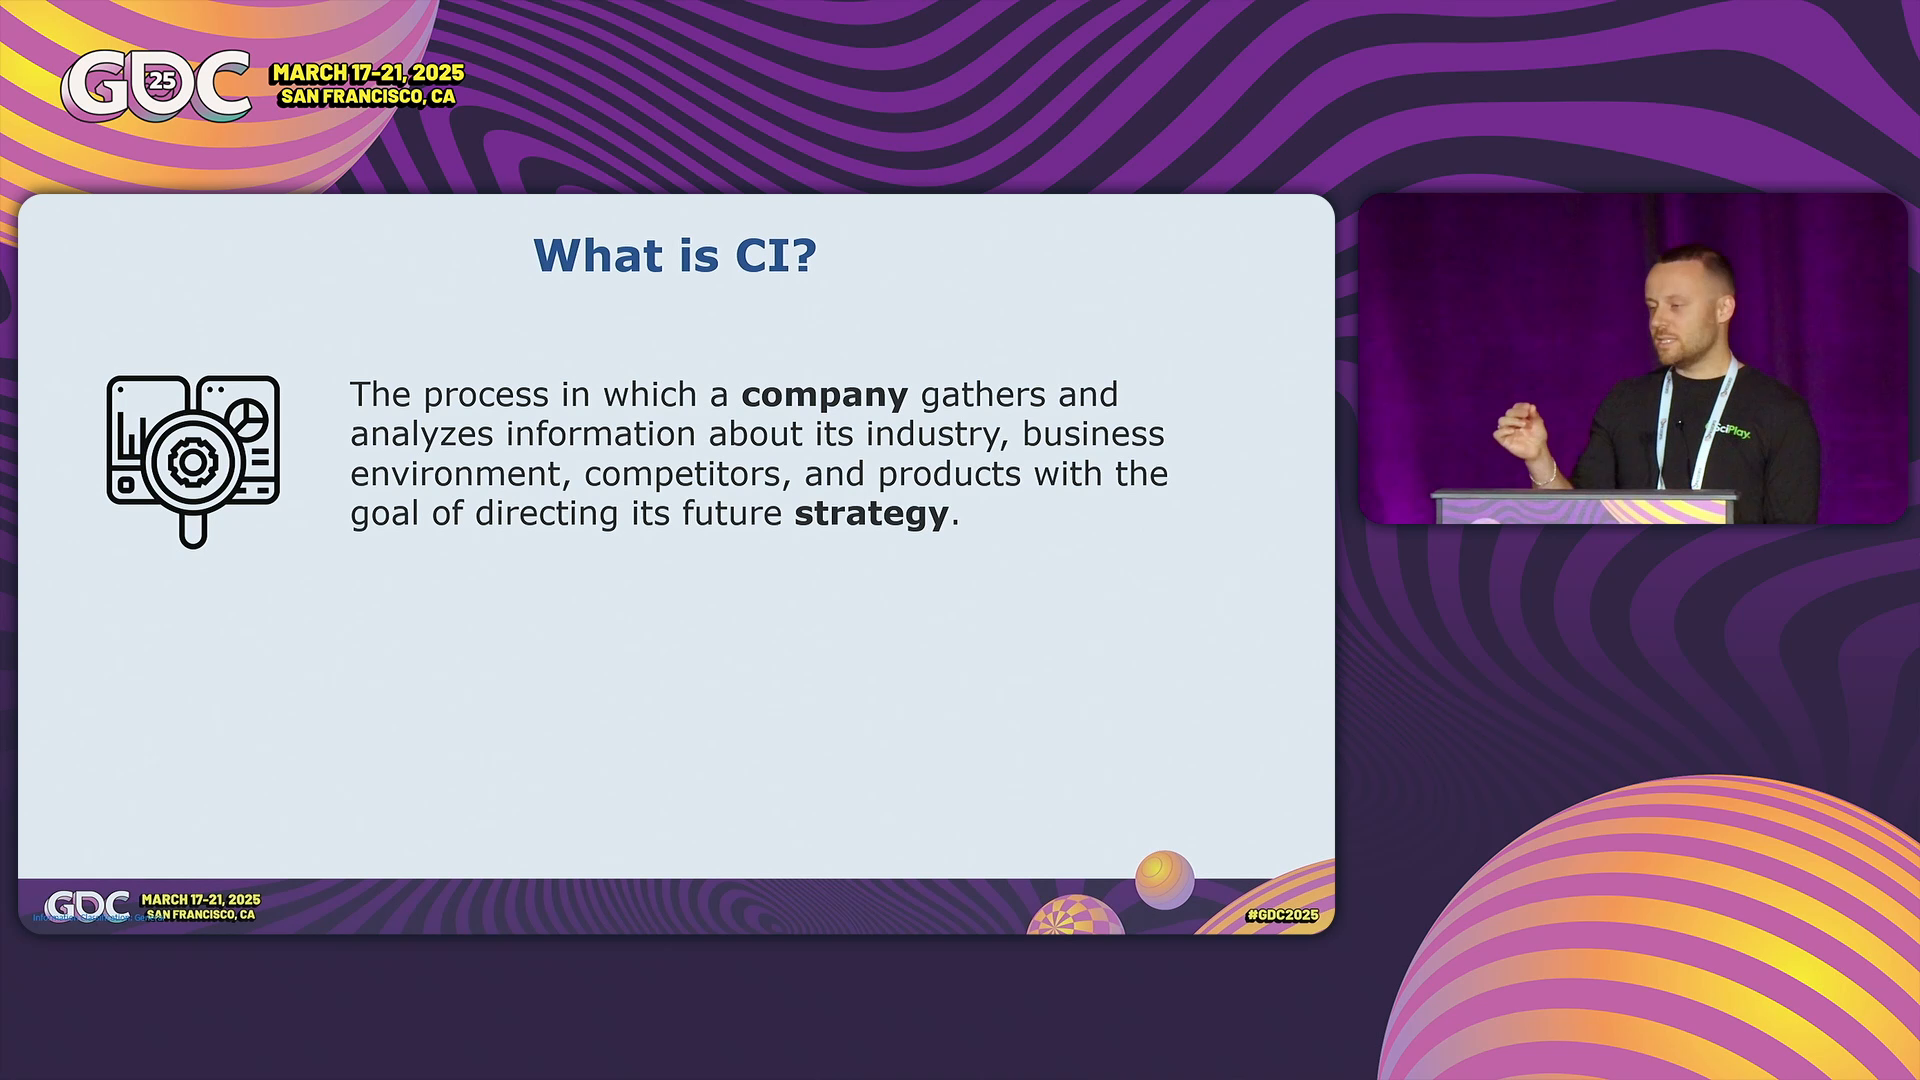 GDC 25
MARCH 17-21, 2025
SAN FRANCISCO, CA
What is CI?
The process in which a company gathers and
analyzes information about its industry, business
environment, competitors, and products with the
goal of directing its future strategy.
SciPlay.
GDC
MARCH 17-21, 2025
SAN FRANCISCO, CA
#GDC2025